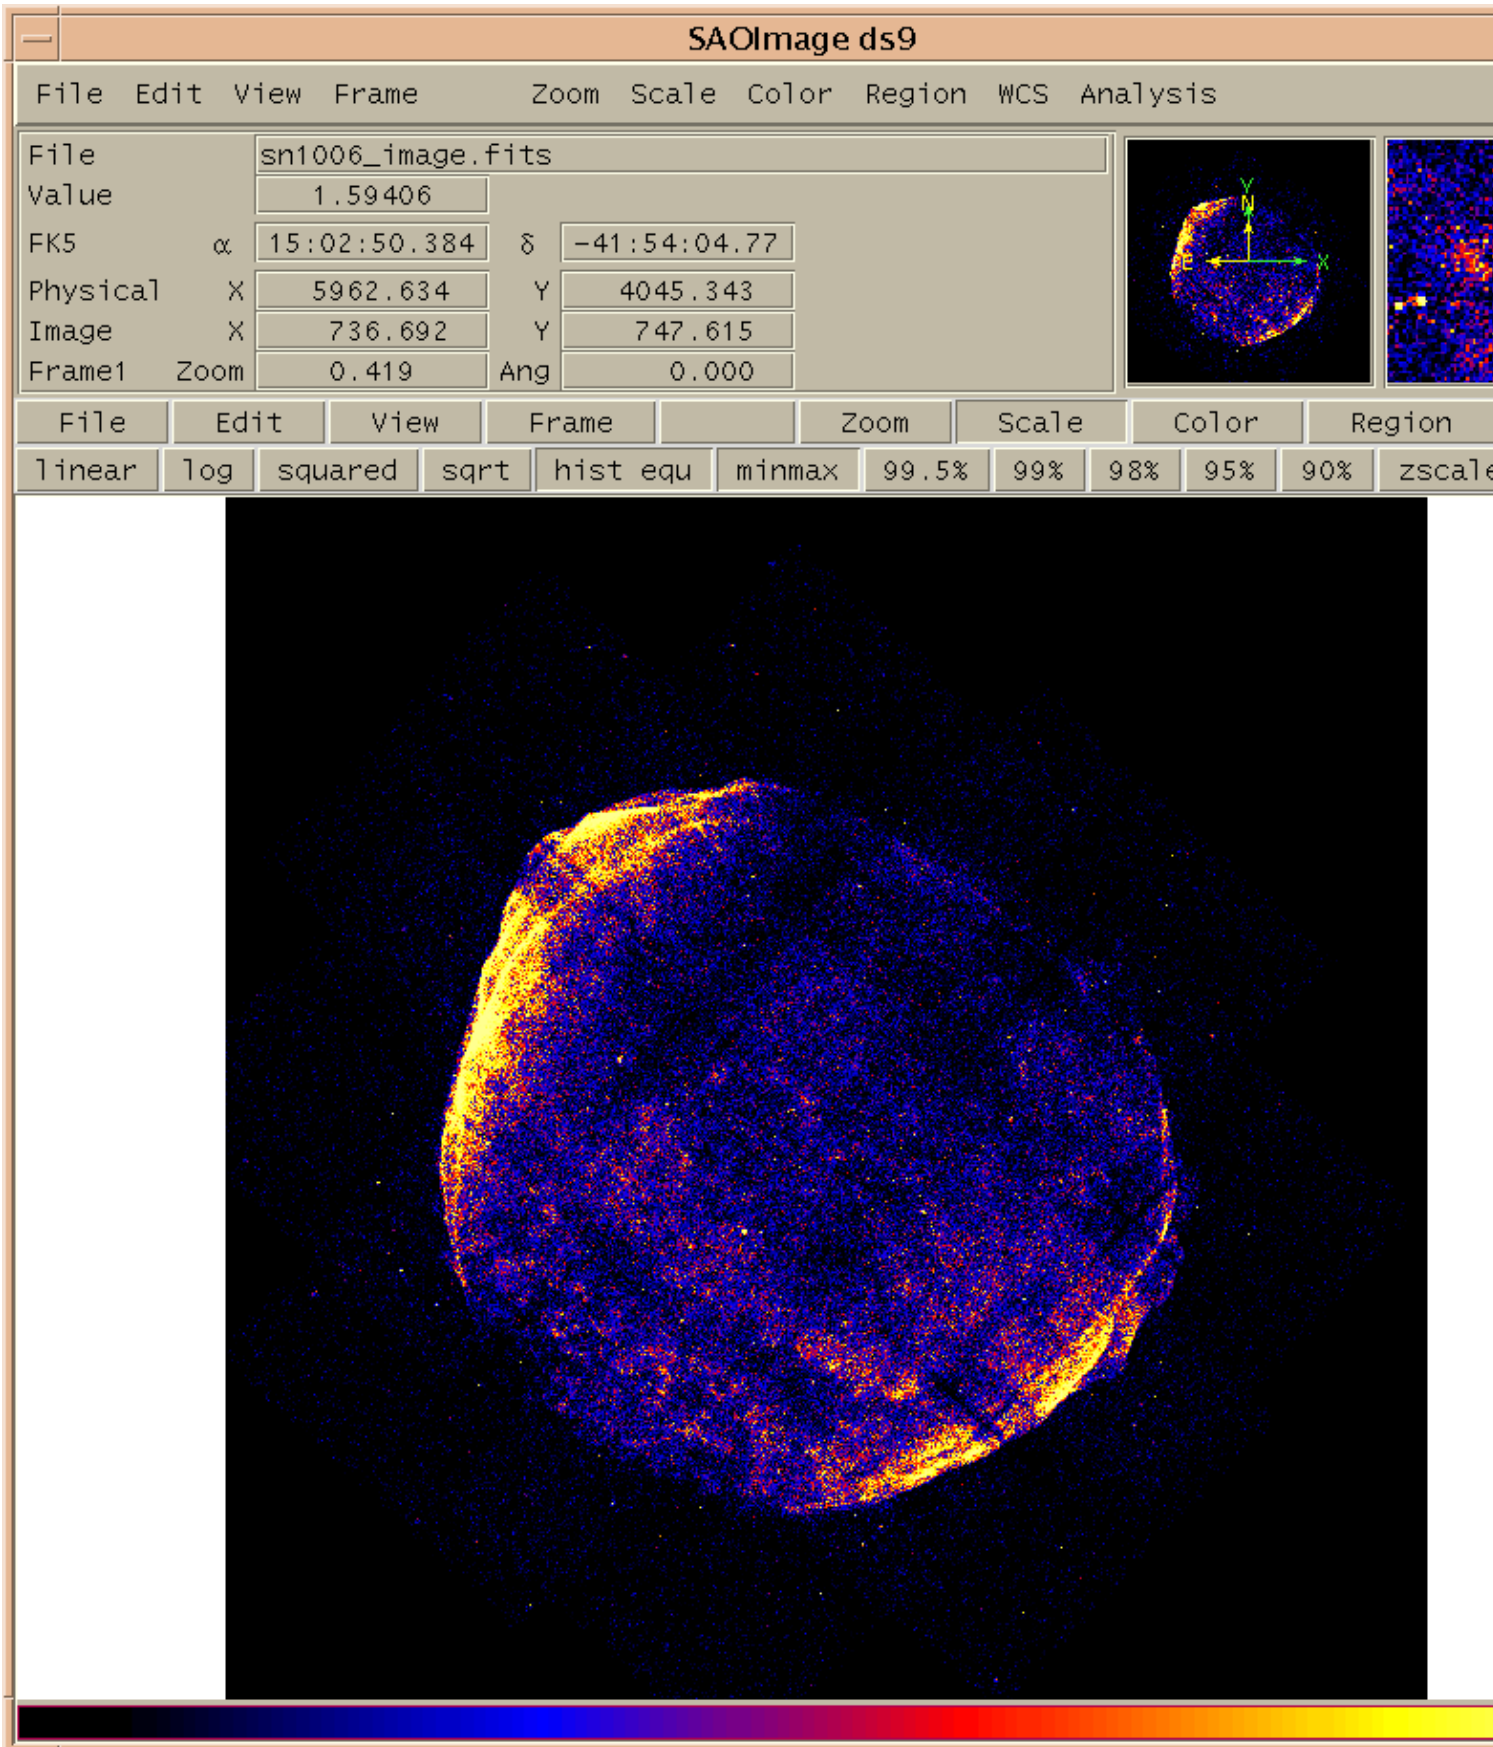 SAOImage ds9
File Edit View Frame Zoom Scale Color Region WCS Analysis
File sn1006_image.fits
Value 1.59406
FK5 α 15:02:50.384 δ -41:54:04.77
Physical X 5962.634 Y 4045.343
Image X 736.692 Y 747.615
Frame1 Zoom 0.419 Ang 0.000
Y
N
E X
File Edit View Frame Zoom Scale Color Region
linear log squared sqrt hist equ minmax 99.5% 99% 98% 95% 90% zscale